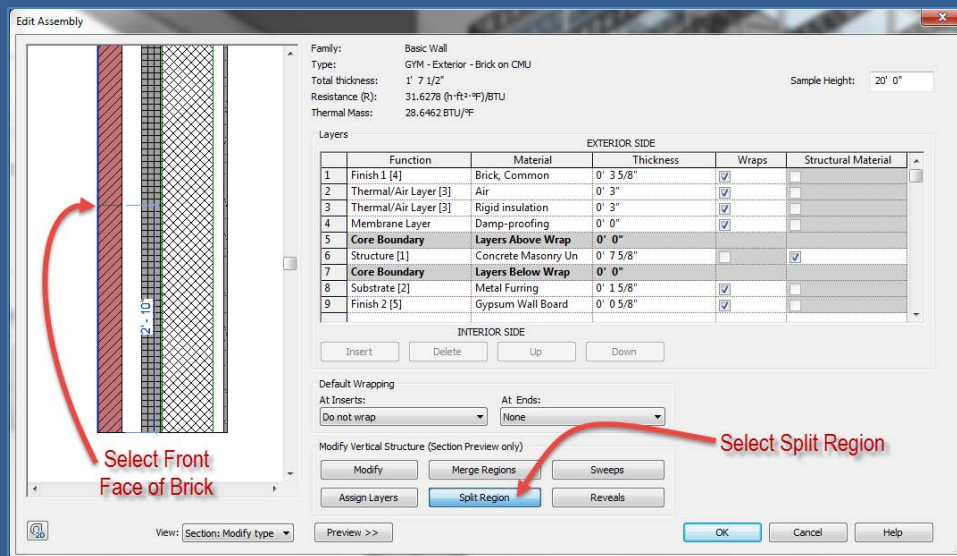 Edit Assembly
Family: Basic Wall
Type: GYM - Exterior - Brick on CMU
Total thickness: 1' 7 1/2" Sample Height: 20' 0"
Resistance (R): 31.6278 (h·ft²·°F)/BTU
Thermal Mass: 28.6462 BTU/°F
Layers
EXTERIOR SIDE
Function Material Thickness Wraps Structural Material
1 Finish 1 [4] Brick, Common 0' 3 5/8"
2 Thermal/Air Layer [3] Air 0' 3"
3 Thermal/Air Layer [3] Rigid insulation 0' 3"
4 Membrane Layer Damp-proofing 0' 0"
5 Core Boundary Layers Above Wrap 0' 0"
6 Structure [1] Concrete Masonry Un 0' 7 5/8"
7 Core Boundary Layers Below Wrap 0' 0"
8 Substrate [2] Metal Furring 0' 1 5/8"
9 Finish 2 [5] Gypsum Wall Board 0' 0 5/8"
INTERIOR SIDE
Insert Delete Up Down
2' - 10"
Default Wrapping
At Inserts: At Ends:
Do not wrap None
Modify Vertical Structure (Section Preview only)
Modify Merge Regions Sweeps
Assign Layers Split Region Reveals
Select Split Region
Select Front
Face of Brick
2D
View: Section: Modify type Preview >> OK Cancel Help